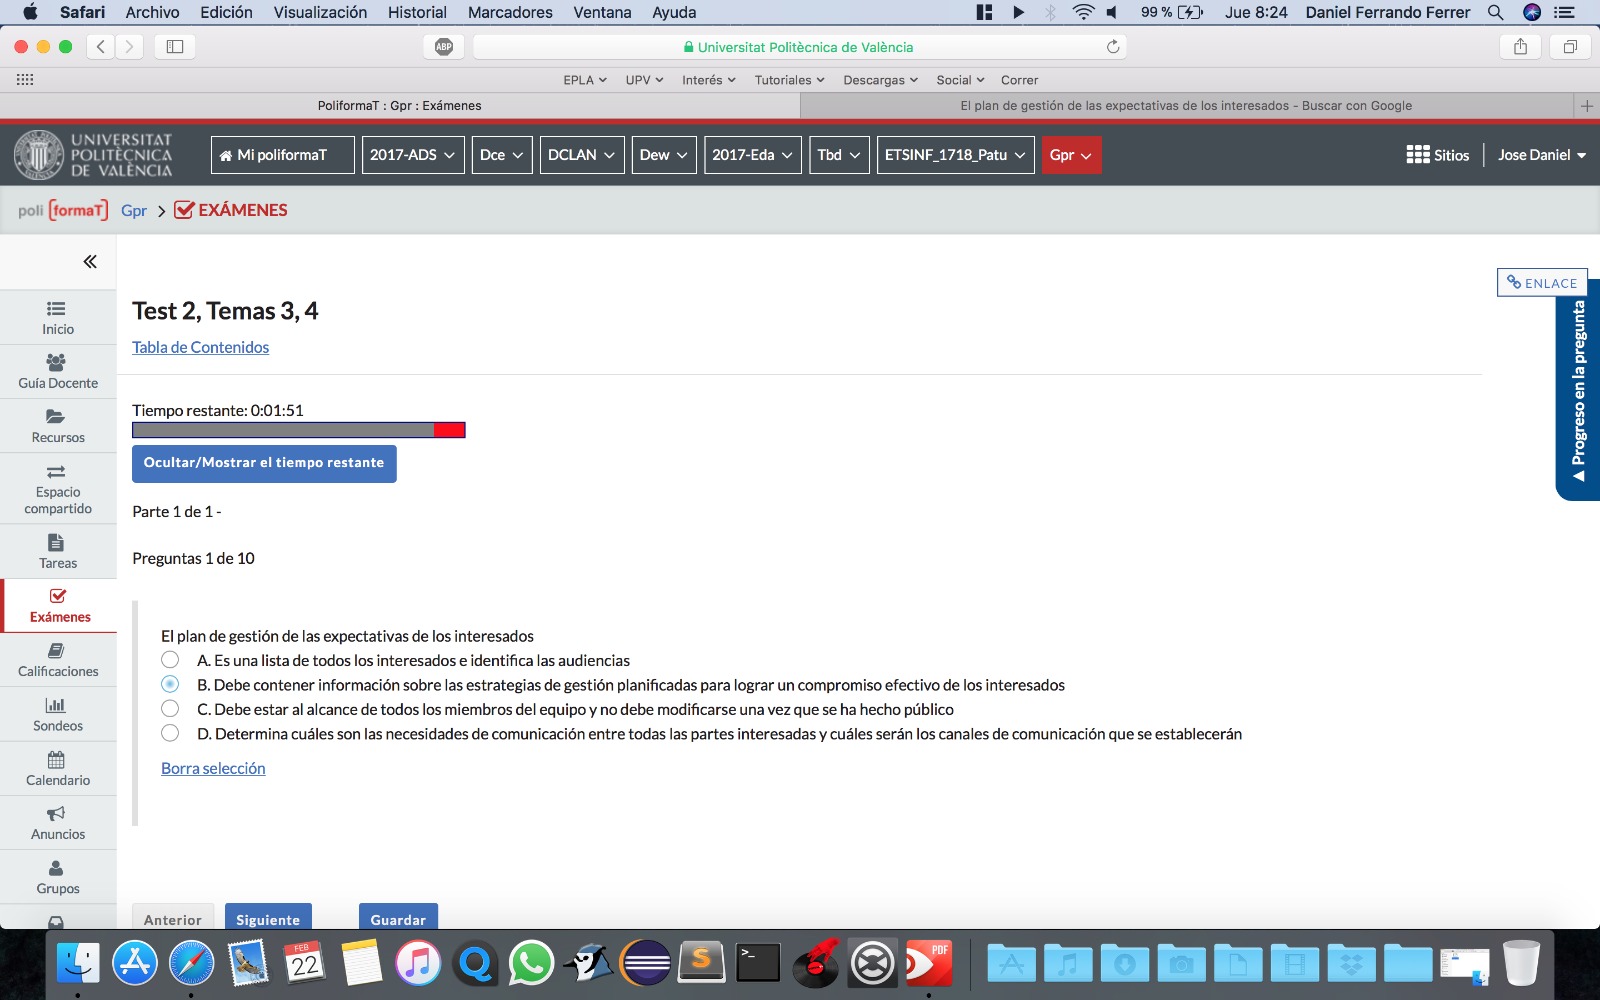 Safari Archivo Edición Visualización Historial Marcadores Ventana Ayuda 99 % Jue 8:24 Daniel Ferrando Ferrer
ABP Universitat Politècnica de València
EPLA UPV Interés Tutoriales Descargas Social Correr
PoliformaT : Gpr : Exámenes El plan de gestión de las expectativas de los interesados - Buscar con Google
UNIVERSITAT
POLITÈCNICA
DE VALÈNCIA
Mi poliformaT 2017-ADS Dce DCLAN Dew 2017-Eda Tbd ETSINF_1718_Patu Gpr Sitios Jose Daniel
poli [formaT] Gpr > EXÁMENES
ENLACE
Progreso en la pregunta
Inicio
Guía Docente
Recursos
Espacio
compartido
Tareas
Exámenes
Calificaciones
Sondeos
Calendario
Anuncios
Grupos
Test 2, Temas 3, 4
Tabla de Contenidos
Tiempo restante: 0:01:51
Ocultar/Mostrar el tiempo restante
Parte 1 de 1 -
Preguntas 1 de 10
El plan de gestión de las expectativas de los interesados
A. Es una lista de todos los interesados e identifica las audiencias
B. Debe contener información sobre las estrategias de gestión planificadas para lograr un compromiso efectivo de los interesados
C. Debe estar al alcance de todos los miembros del equipo y no debe modificarse una vez que se ha hecho público
D. Determina cuáles son las necesidades de comunicación entre todas las partes interesadas y cuáles serán los canales de comunicación que se establecerán
Borra selección
Anterior Siguiente Guardar
FEB
22
PDF